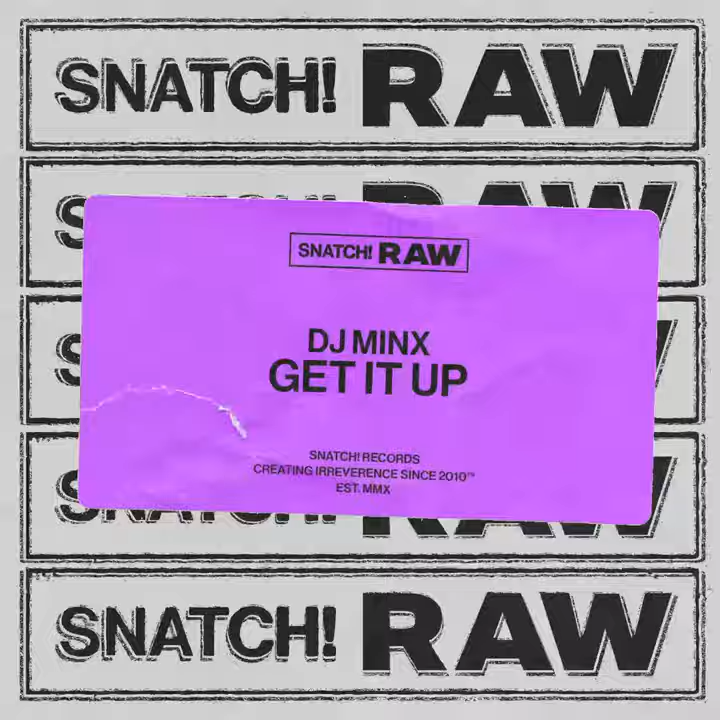 SNATCH! RAW
SNATCH! RAW
DJ MINX
GET IT UP
SNATCH! RECORDS
CREATING IRREVERENCE SINCE 2010™
EST. MMX
SNATCH! RAW